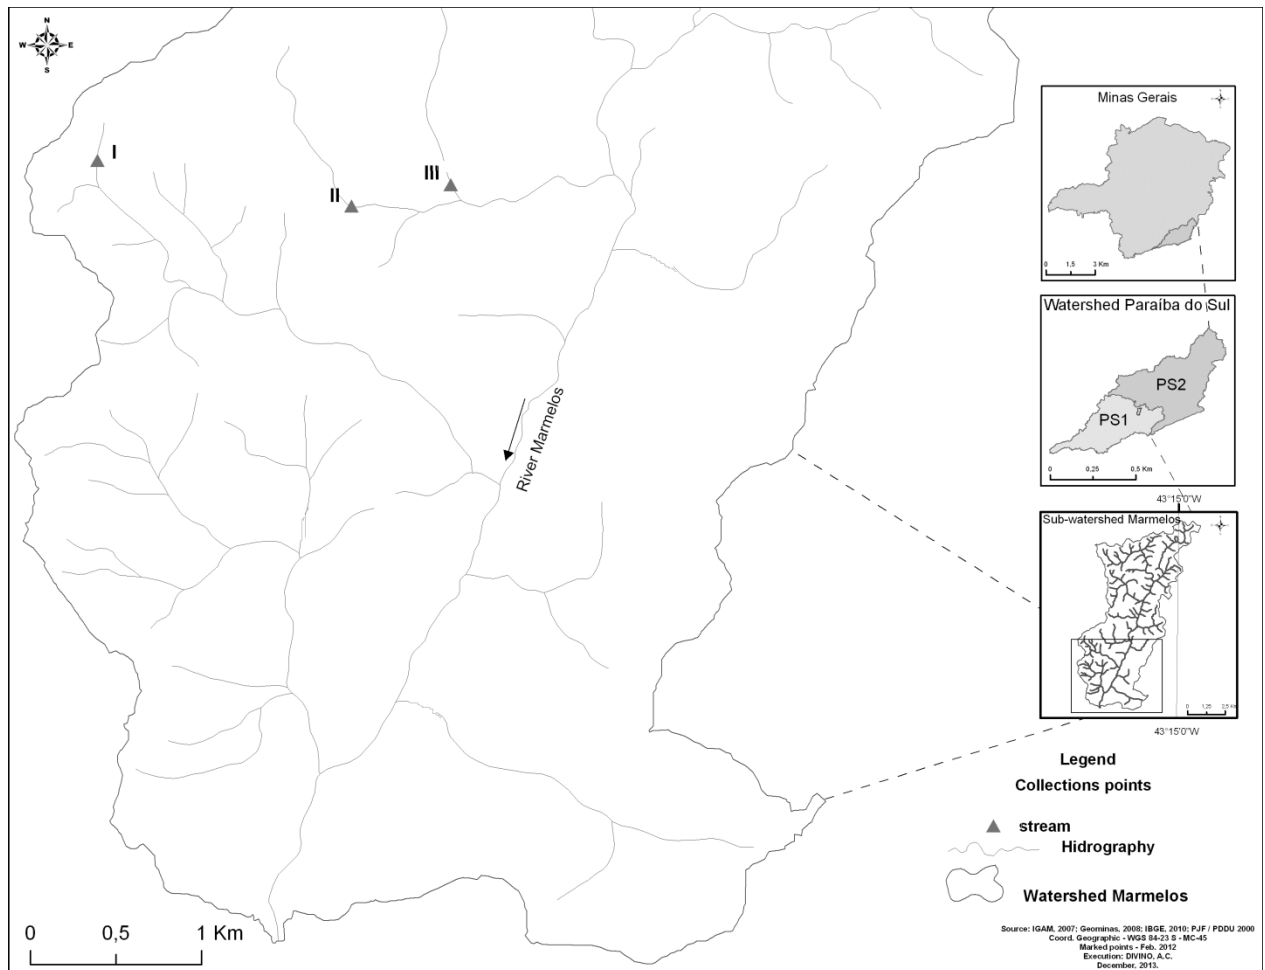 N
W E
S
I
II
III
River Marmelos
0 0,5 1 Km
Minas Gerais
0 1,5 3 Km
Watershed Paraíba do Sul
PS2
PS1
0 0,25 0,5 Km
43°15'0"W
Sub-watershed Marmelos
0 1,25 2,5 Km
43°15'0"W
Legend
Collections points
stream
Hidrography
Watershed Marmelos
Source: IGAM, 2007; Geominas, 2008; IBGE, 2010; PJF / PDDU 2000
Coord. Geographic - WGS 84-23 S - MC-45
Marked points - Feb. 2012
Execution: DIVINO, A.C.
December, 2013.